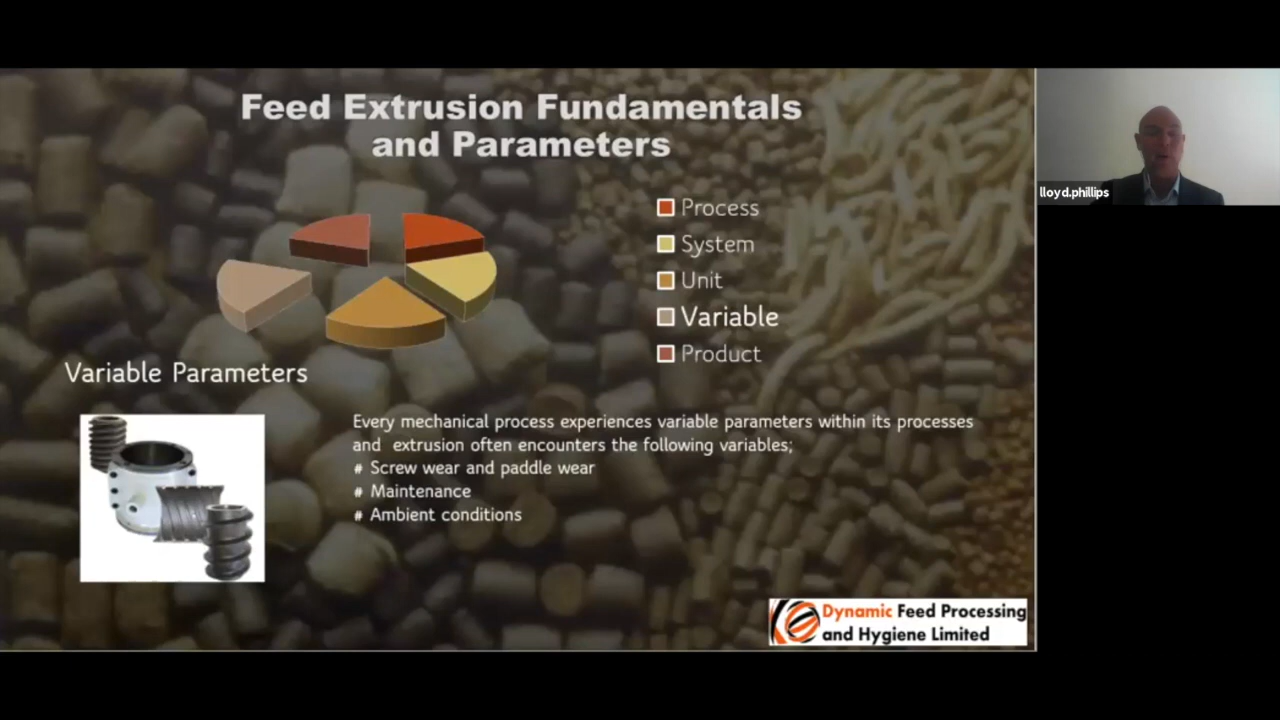 Feed Extrusion Fundamentals
and Parameters
Process
System
Unit
Variable
Product
Variable Parameters
Every mechanical process experiences variable parameters within its processes
and extrusion often encounters the following variables;
# Screw wear and paddle wear
# Maintenance
# Ambient conditions
Dynamic Feed Processing
and Hygiene Limited
lloyd.phillips